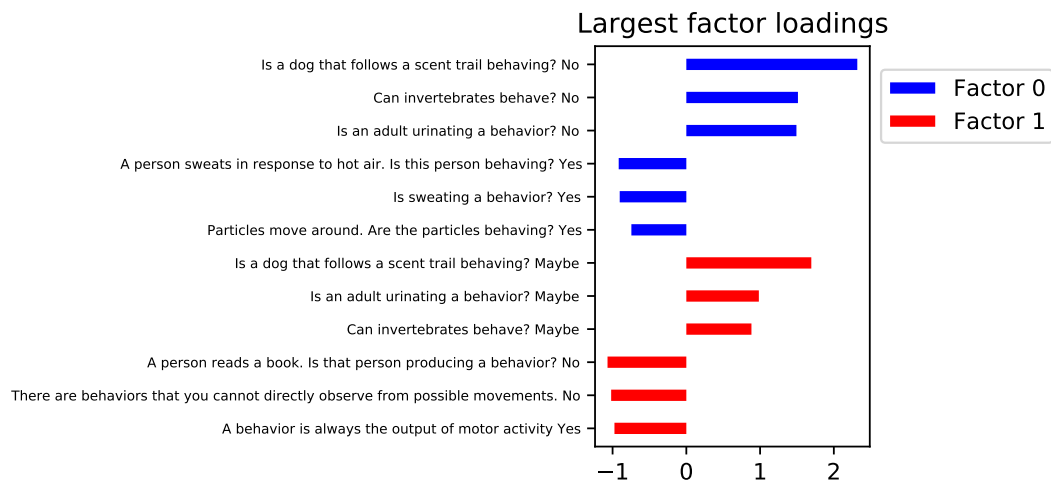 Largest factor loadings
Is a dog that follows a scent trail behaving? No
Can invertebrates behave? No
Is an adult urinating a behavior? No
A person sweats in response to hot air. Is this person behaving? Yes
Is sweating a behavior? Yes
Particles move around. Are the particles behaving? Yes
Is a dog that follows a scent trail behaving? Maybe
Is an adult urinating a behavior? Maybe
Can invertebrates behave? Maybe
A person reads a book. Is that person producing a behavior? No
There are behaviors that you cannot directly observe from possible movements. No
A behavior is always the output of motor activity Yes
−1 0 1 2
Factor 0
Factor 1